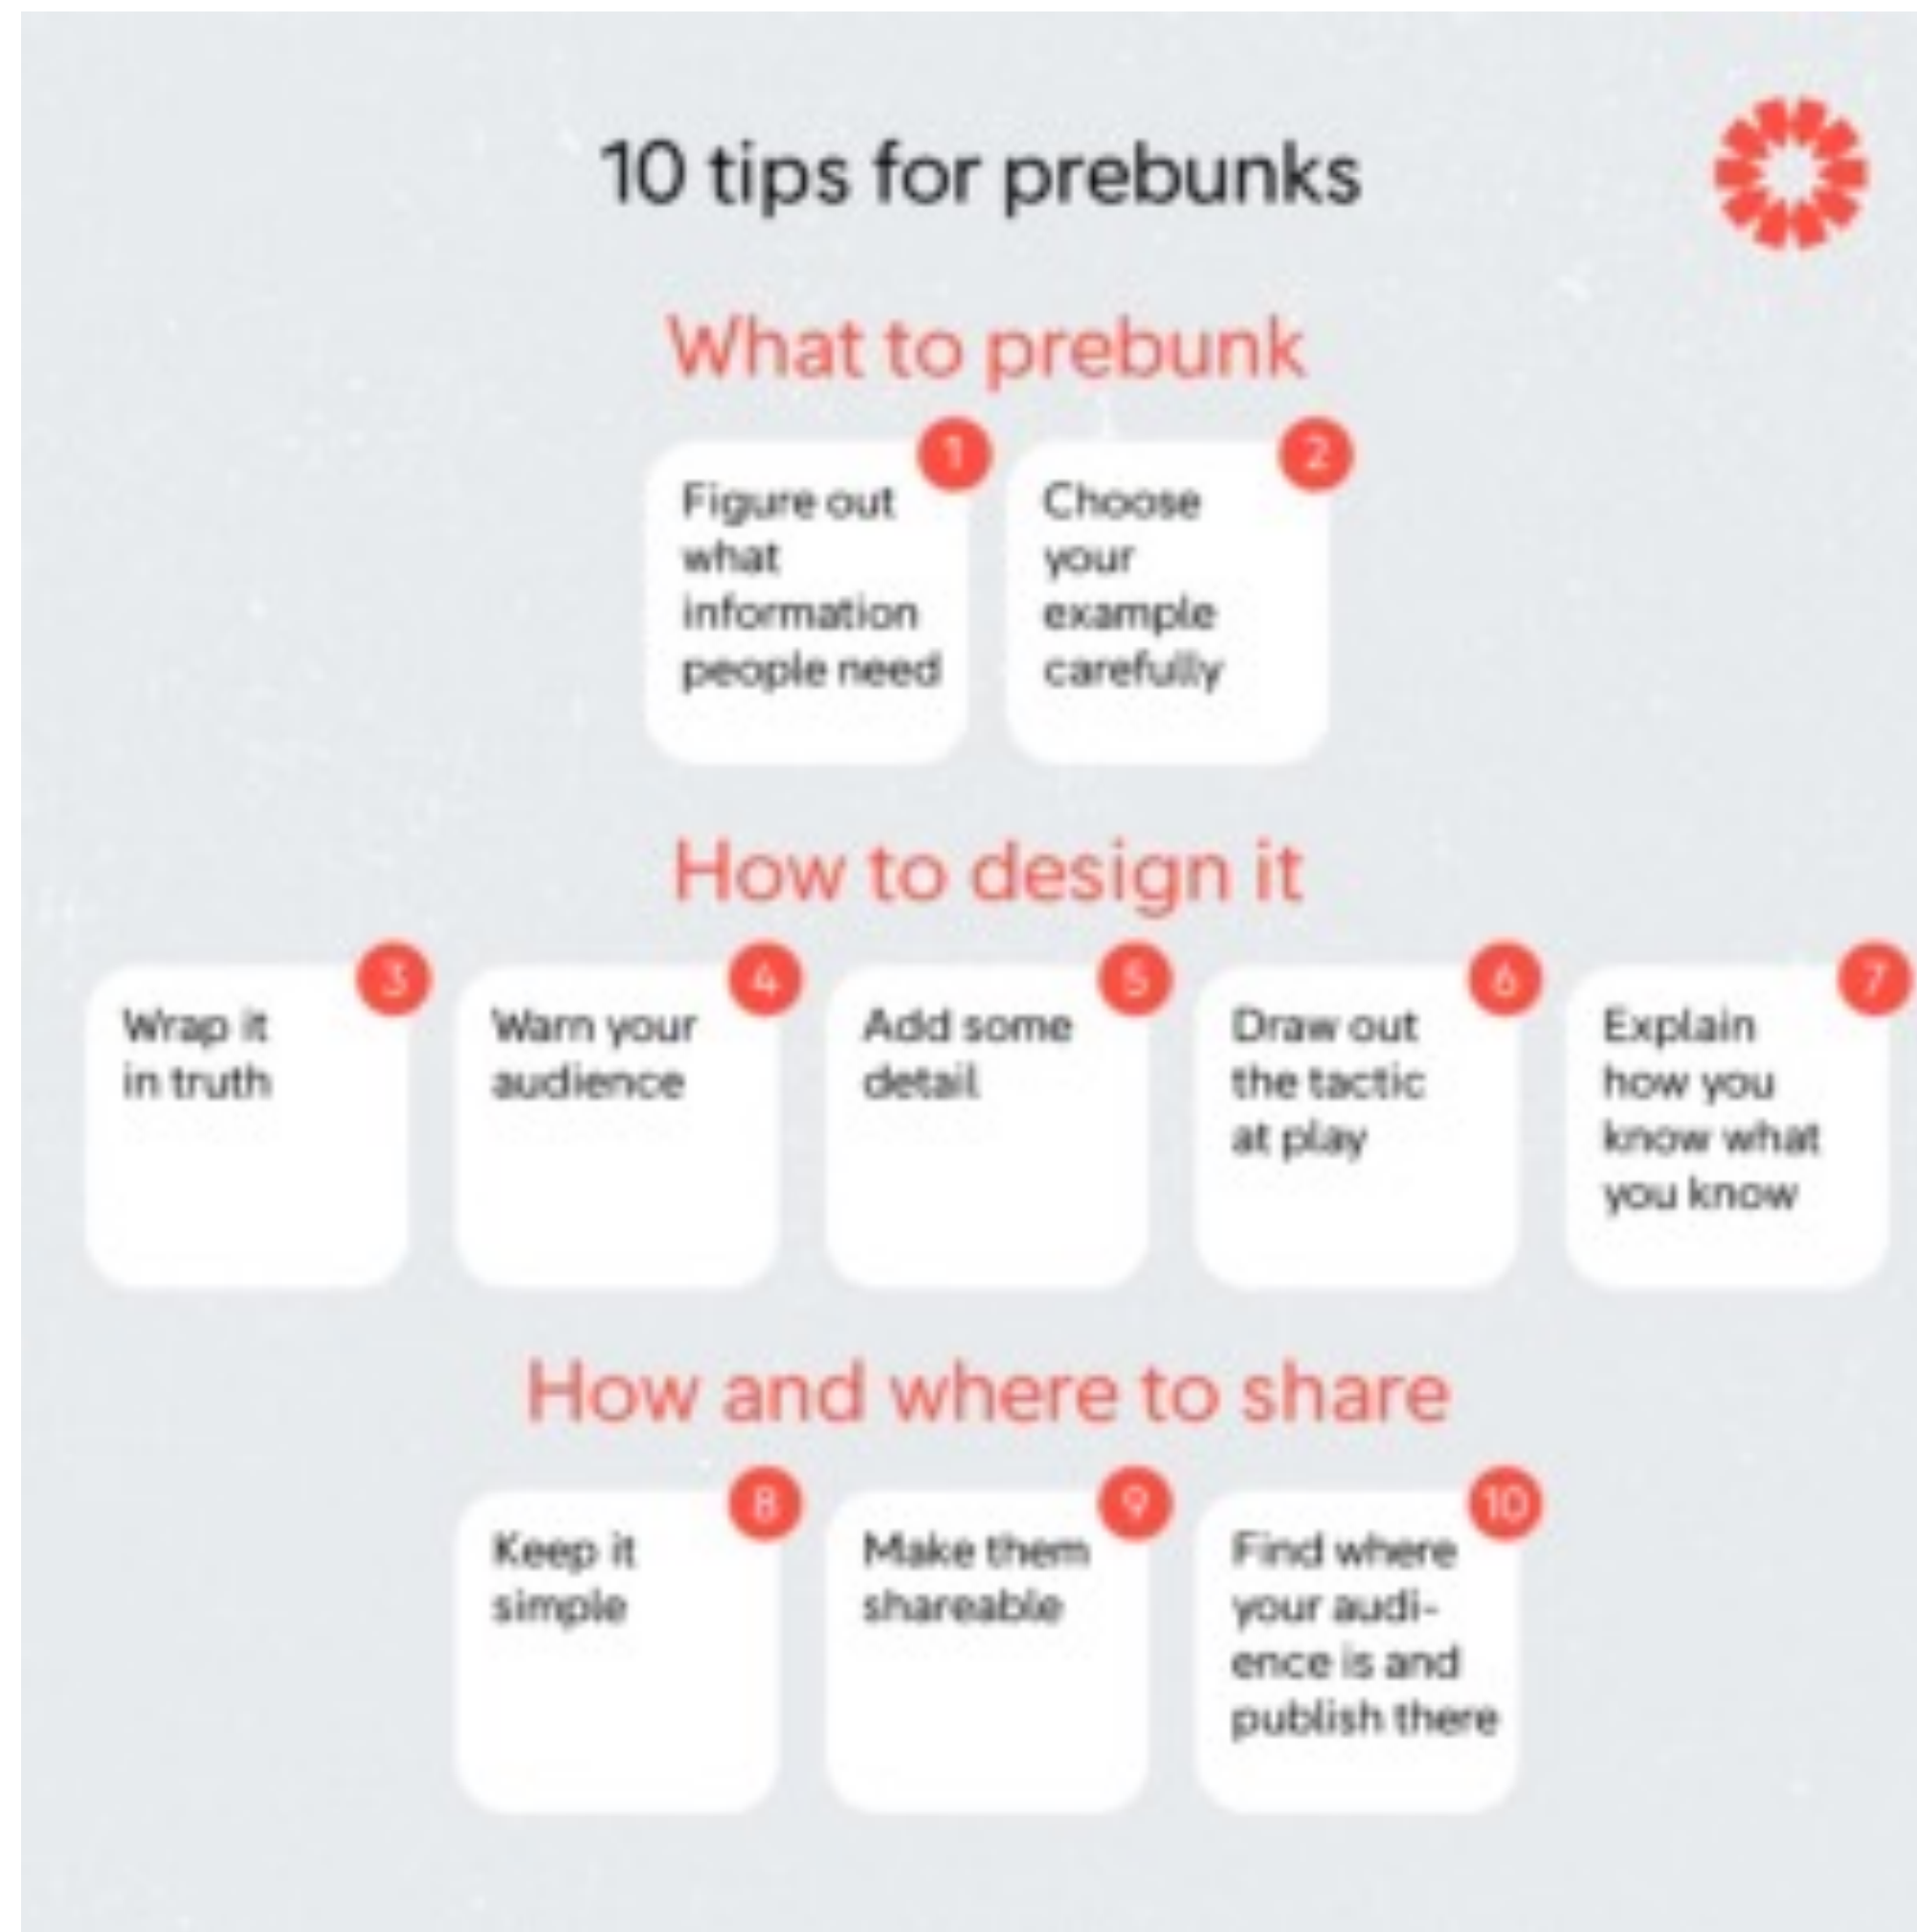 10 tips for prebunks
What to prebunk
1
Figure out
what
information
people need
2
Choose
your
example
carefully
How to design it
3
Wrap it
in truth
4
Warn your
audience
5
Add some
detail
6
Draw out
the tactic
at play
7
Explain
how you
know what
you know
How and where to share
8
Keep it
simple
9
Make them
shareable
10
Find where
your audi-
ence is and
publish there